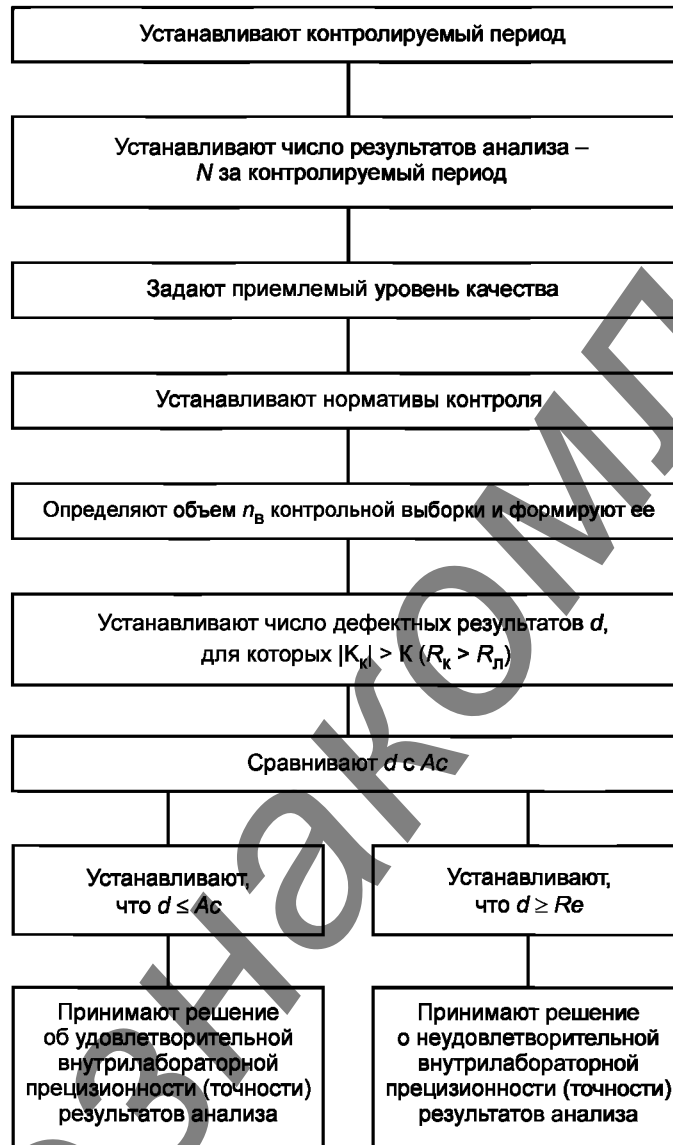 Устанавливают контролируемый период
Устанавливают число результатов анализа –
N за контролируемый период
Задают приемлемый уровень качества
Устанавливают нормативы контроля
Определяют объем nв контрольной выборки и формируют ее
Устанавливают число дефектных результатов d,
для которых |Kк| > K (Rк > Rл)
Сравнивают d с Ac
Устанавливают,
что d ≤ Ac
Устанавливают,
что d ≥ Re
Принимают решение
об удовлетворительной
внутрилабораторной
прецизионности (точности)
результатов анализа
Принимают решение
о неудовлетворительной
внутрилабораторной
прецизионности (точности)
результатов анализа